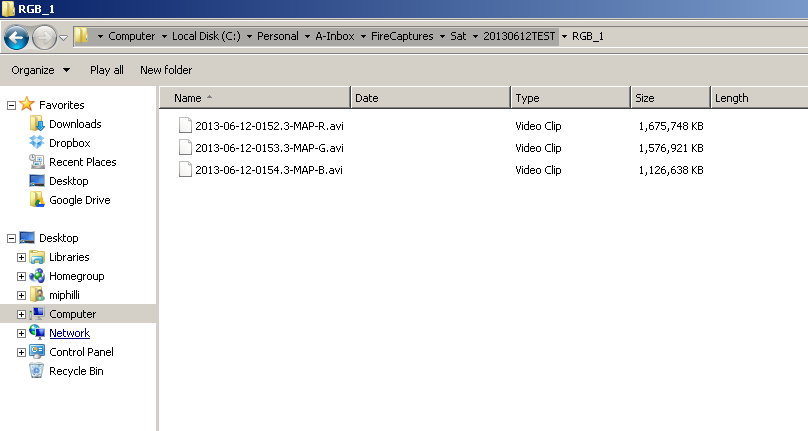 RGB_1
Computer Local Disk (C:) Personal A-Inbox FireCaptures Sat 20130612TEST RGB_1
Organize Play all New folder
Name Date Type Size Length
Favorites
Downloads
Dropbox
Recent Places
Desktop
Google Drive
Desktop
Libraries
Homegroup
miphilli
Computer
Network
Control Panel
Recycle Bin
2013-06-12-0152.3-MAP-R.avi Video Clip 1,675,748 KB
2013-06-12-0153.3-MAP-G.avi Video Clip 1,576,921 KB
2013-06-12-0154.3-MAP-B.avi Video Clip 1,126,638 KB